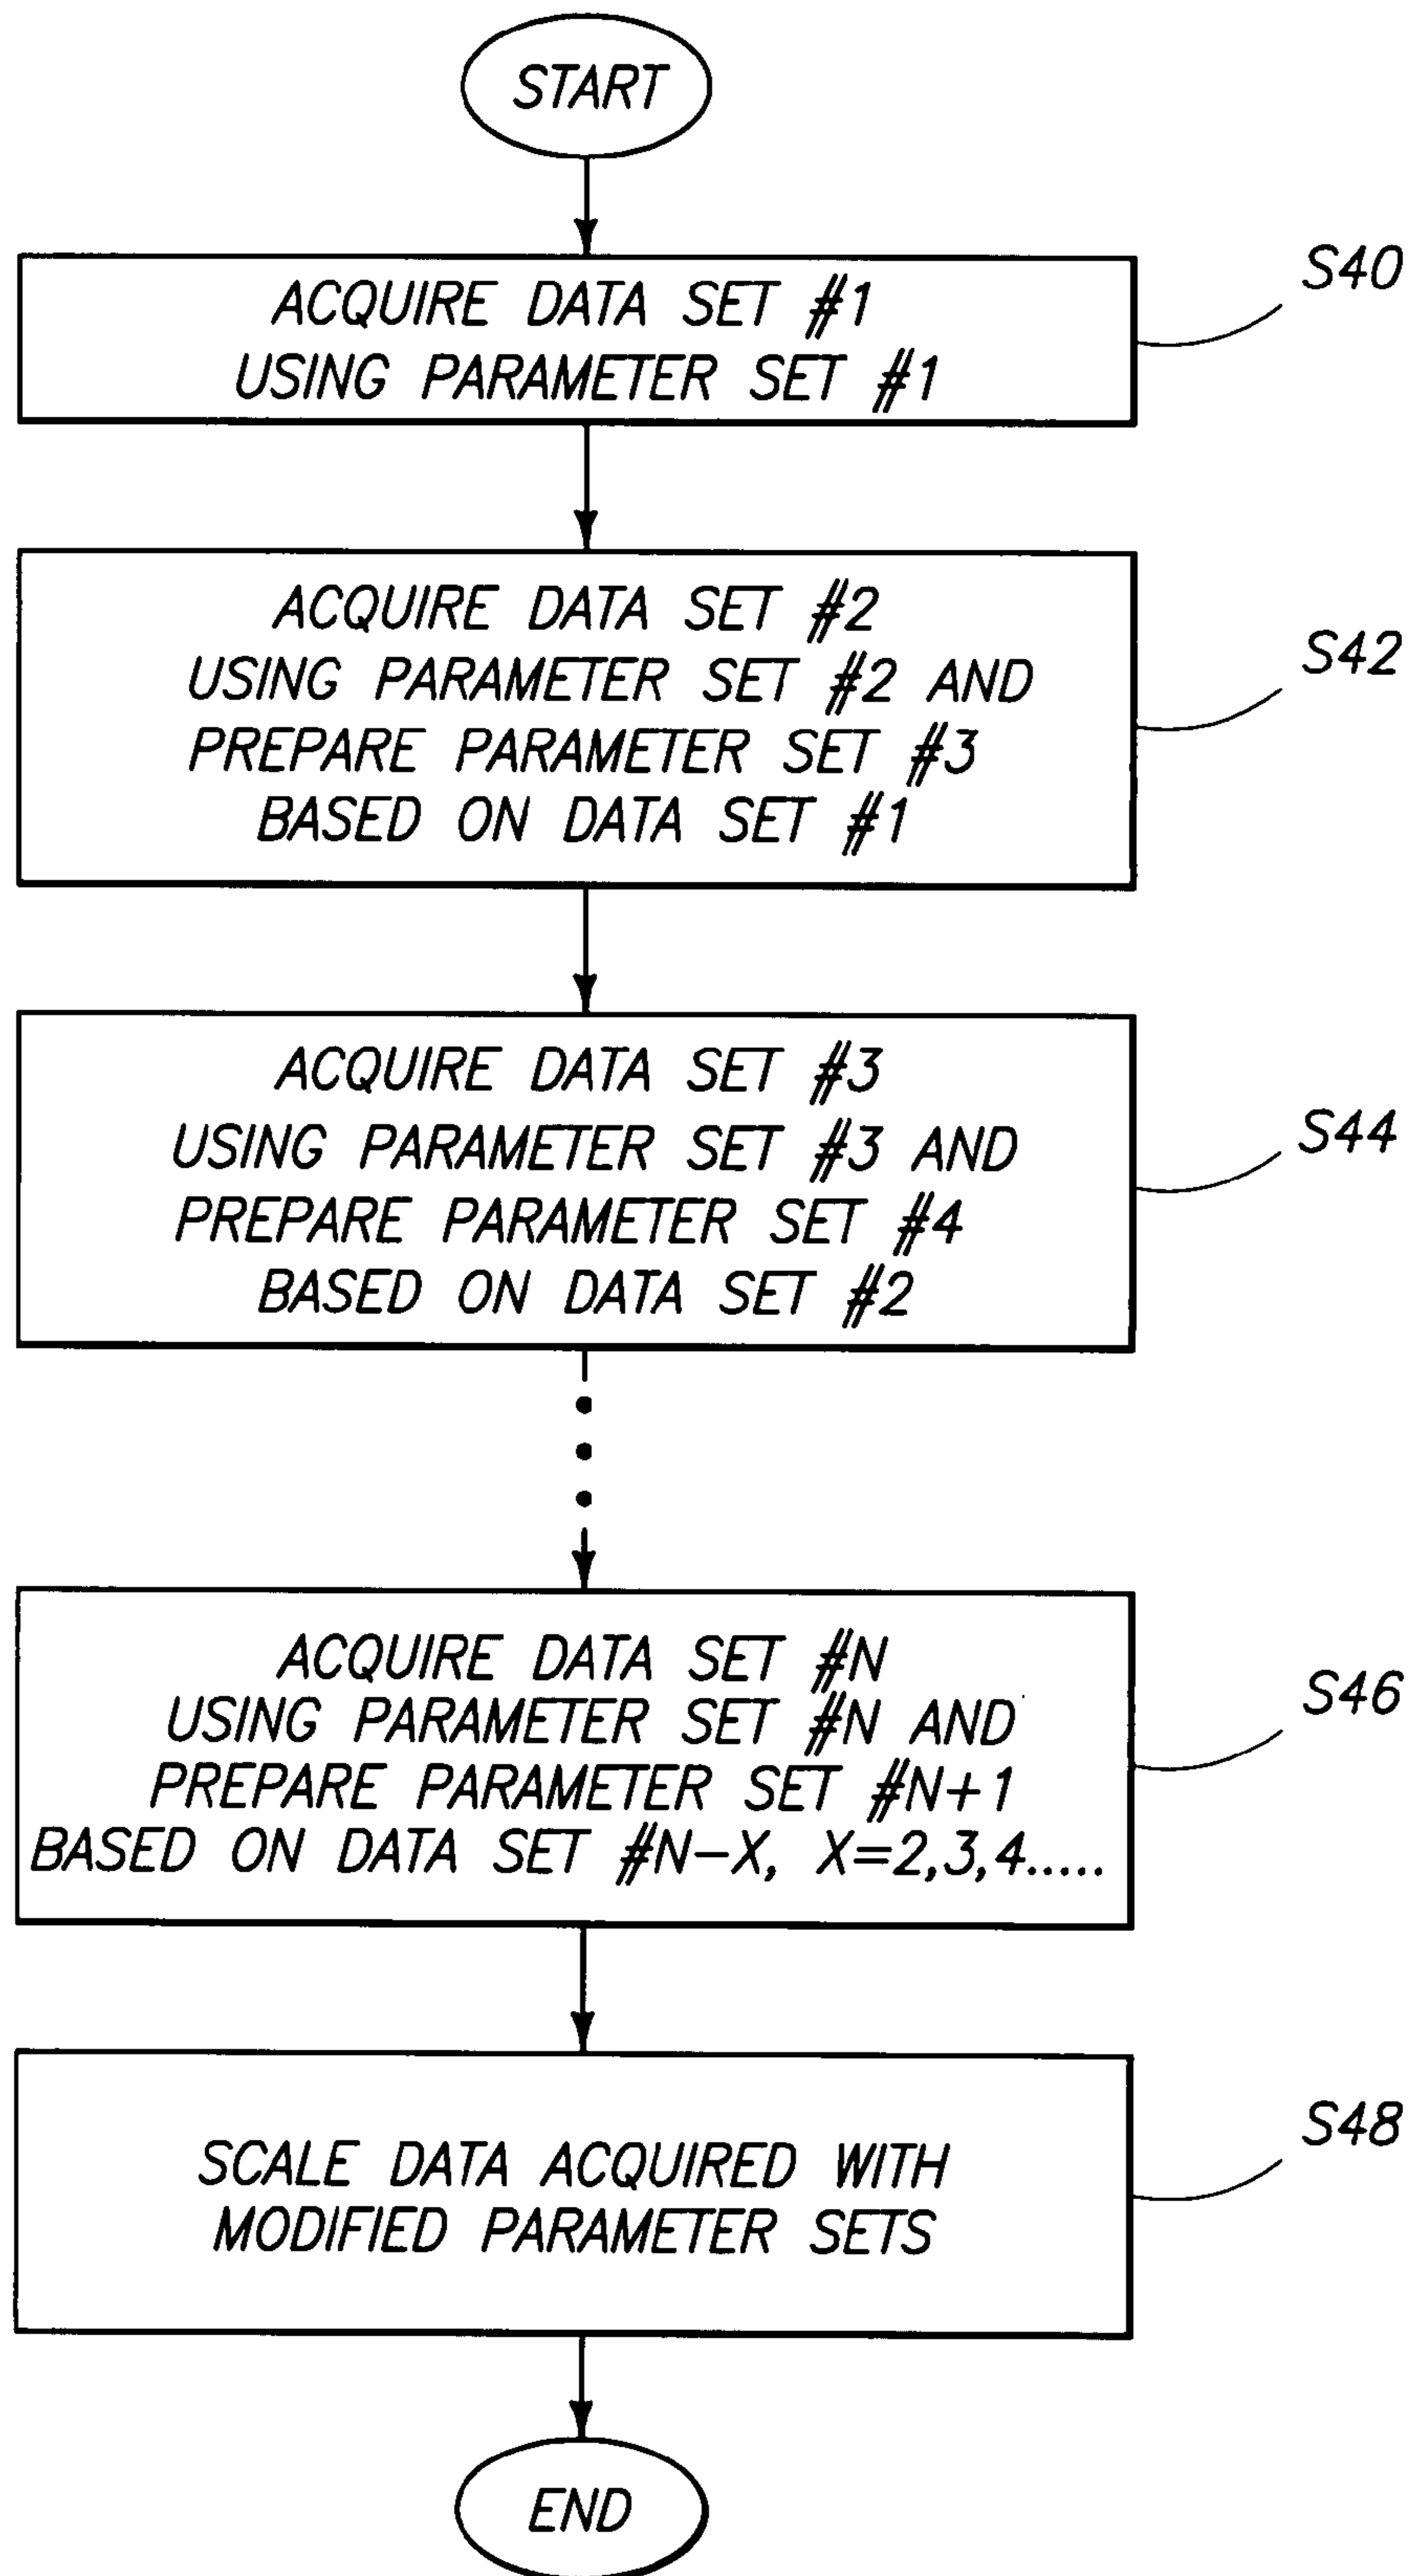 START
ACQUIRE DATA SET #1
USING PARAMETER SET #1
S40
ACQUIRE DATA SET #2
USING PARAMETER SET #2 AND
PREPARE PARAMETER SET #3
BASED ON DATA SET #1
S42
ACQUIRE DATA SET #3
USING PARAMETER SET #3 AND
PREPARE PARAMETER SET #4
BASED ON DATA SET #2
S44
ACQUIRE DATA SET #N
USING PARAMETER SET #N AND
PREPARE PARAMETER SET #N+1
BASED ON DATA SET #N-X, X=2,3,4.....
S46
SCALE DATA ACQUIRED WITH
MODIFIED PARAMETER SETS
S48
END